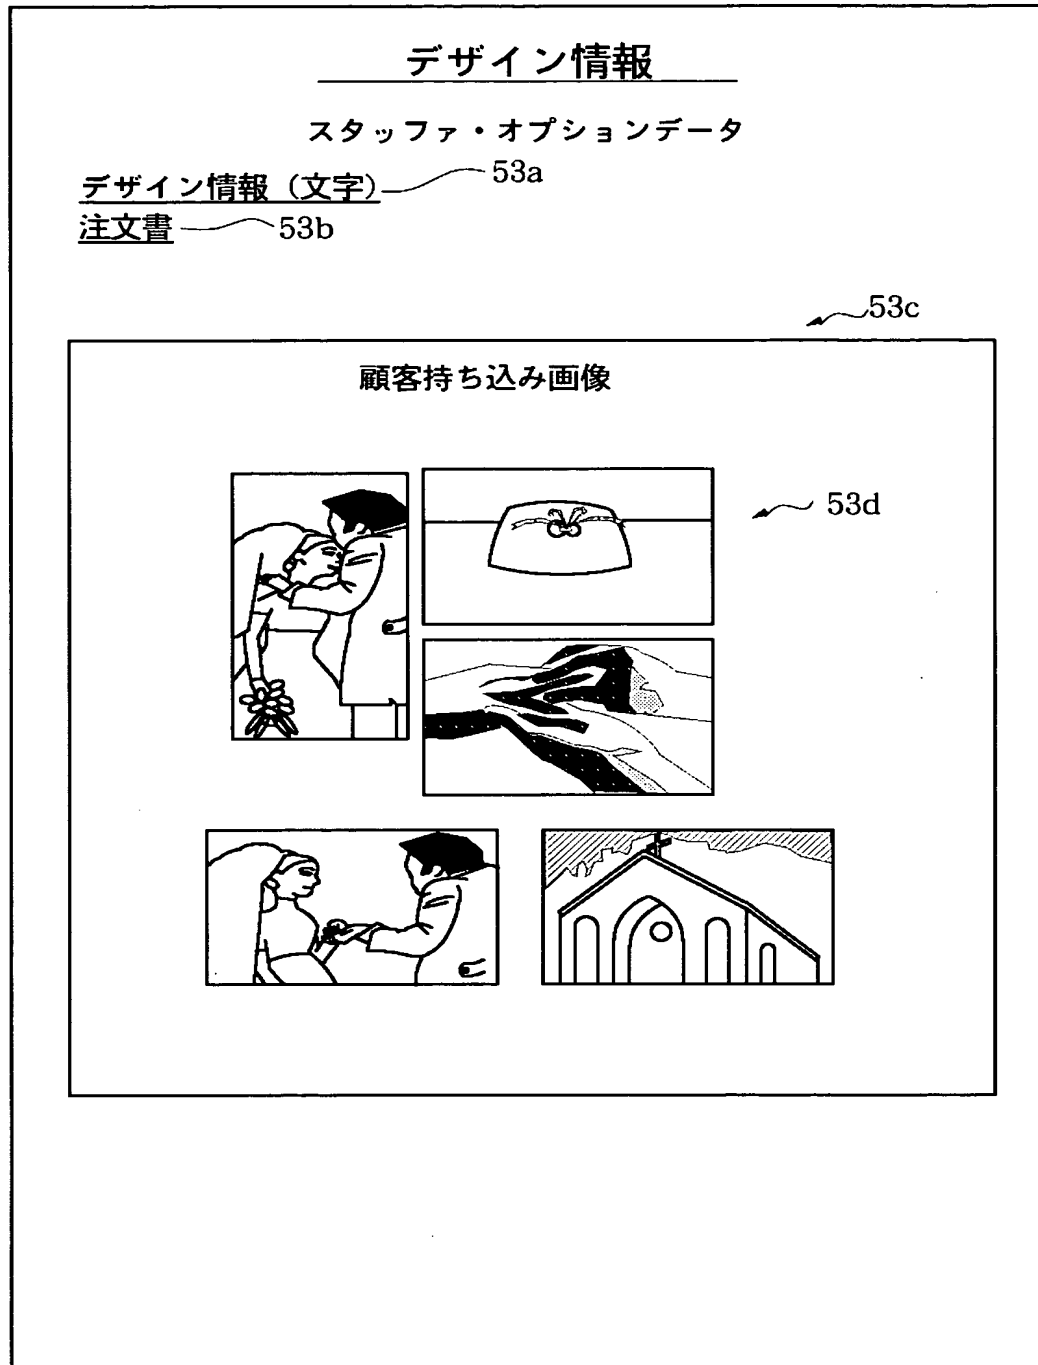 デザイン情報
スタッファ・オプションデータ
デザイン情報（文字） 53a
注文書 53b
53c
顧客持ち込み画像
53d